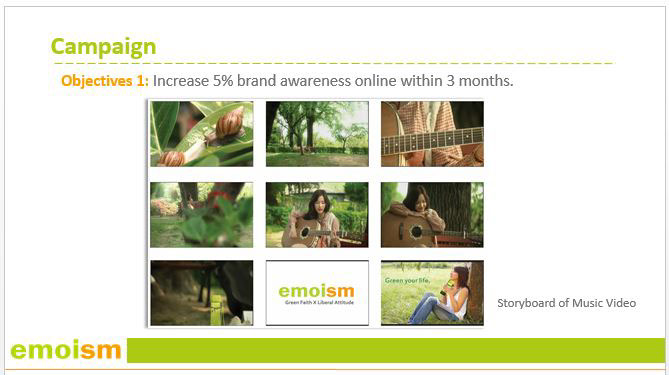 Campaign
Objectives 1: Increase 5% brand awareness online within 3 months.
emoism
Green Faith X Liberal Attitude
Green your life.
Storyboard of Music Video
emoism